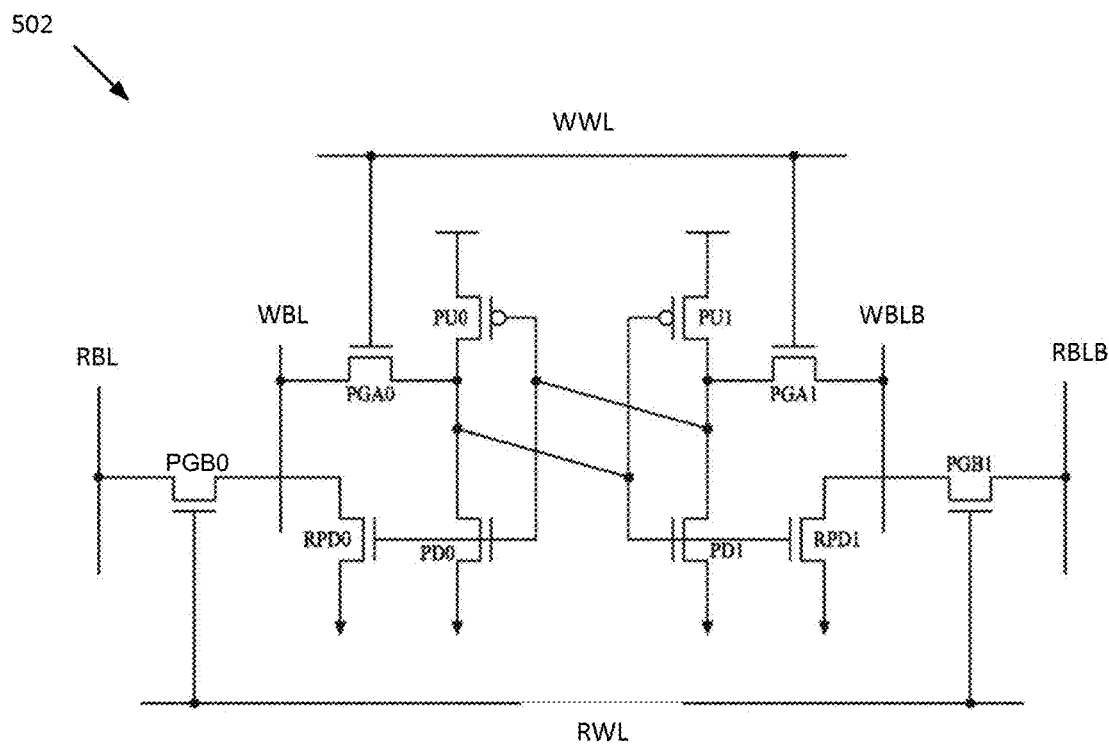 502
WWL
PU0
PU1
WBL
WBLB
RBL
RBLB
PGA0
PGA1
PGB0
PGB1
RPD0
PD0
PD1
RPD1
RWL